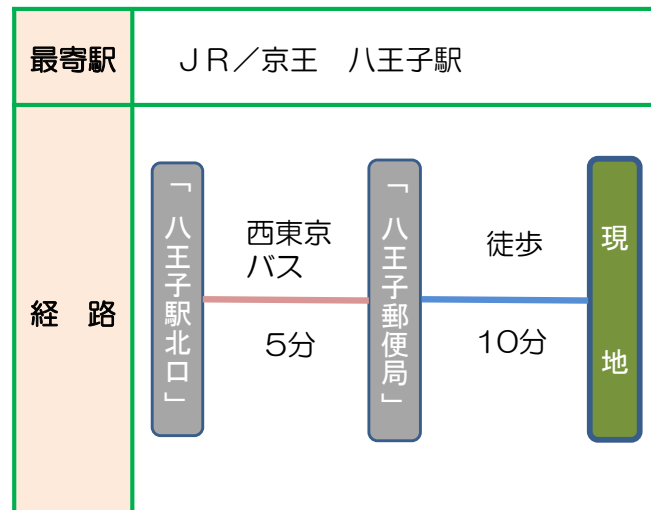 最寄駅
ＪＲ／京王　八王子駅
経　路
「八王子駅北口」
西東京
バス
5分
「八王子郵便局」
徒歩
10分
現　地